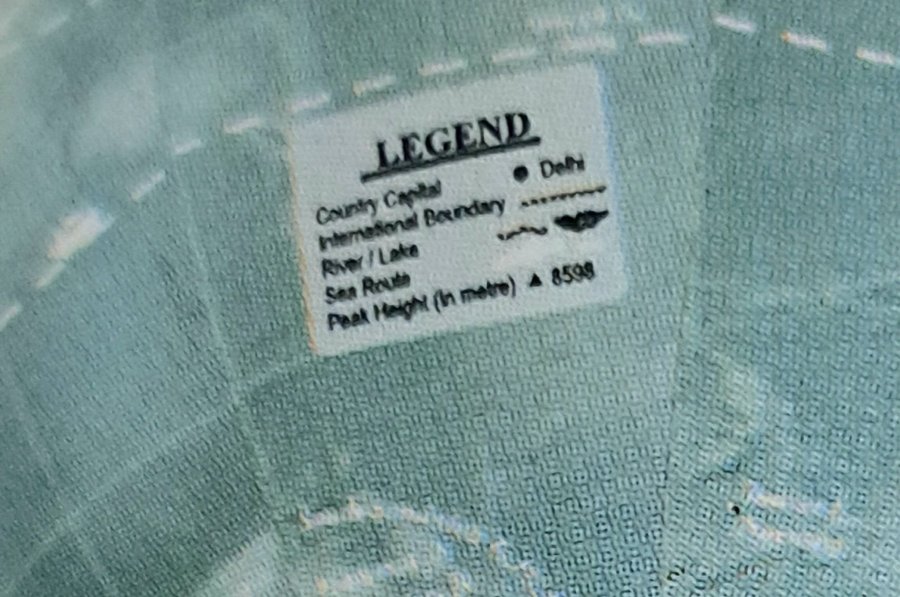 LEGEND
Country Capital ● Delhi
International Boundary
River / Lake
Sea Route
Peak Height (in metre) ▲ 8598